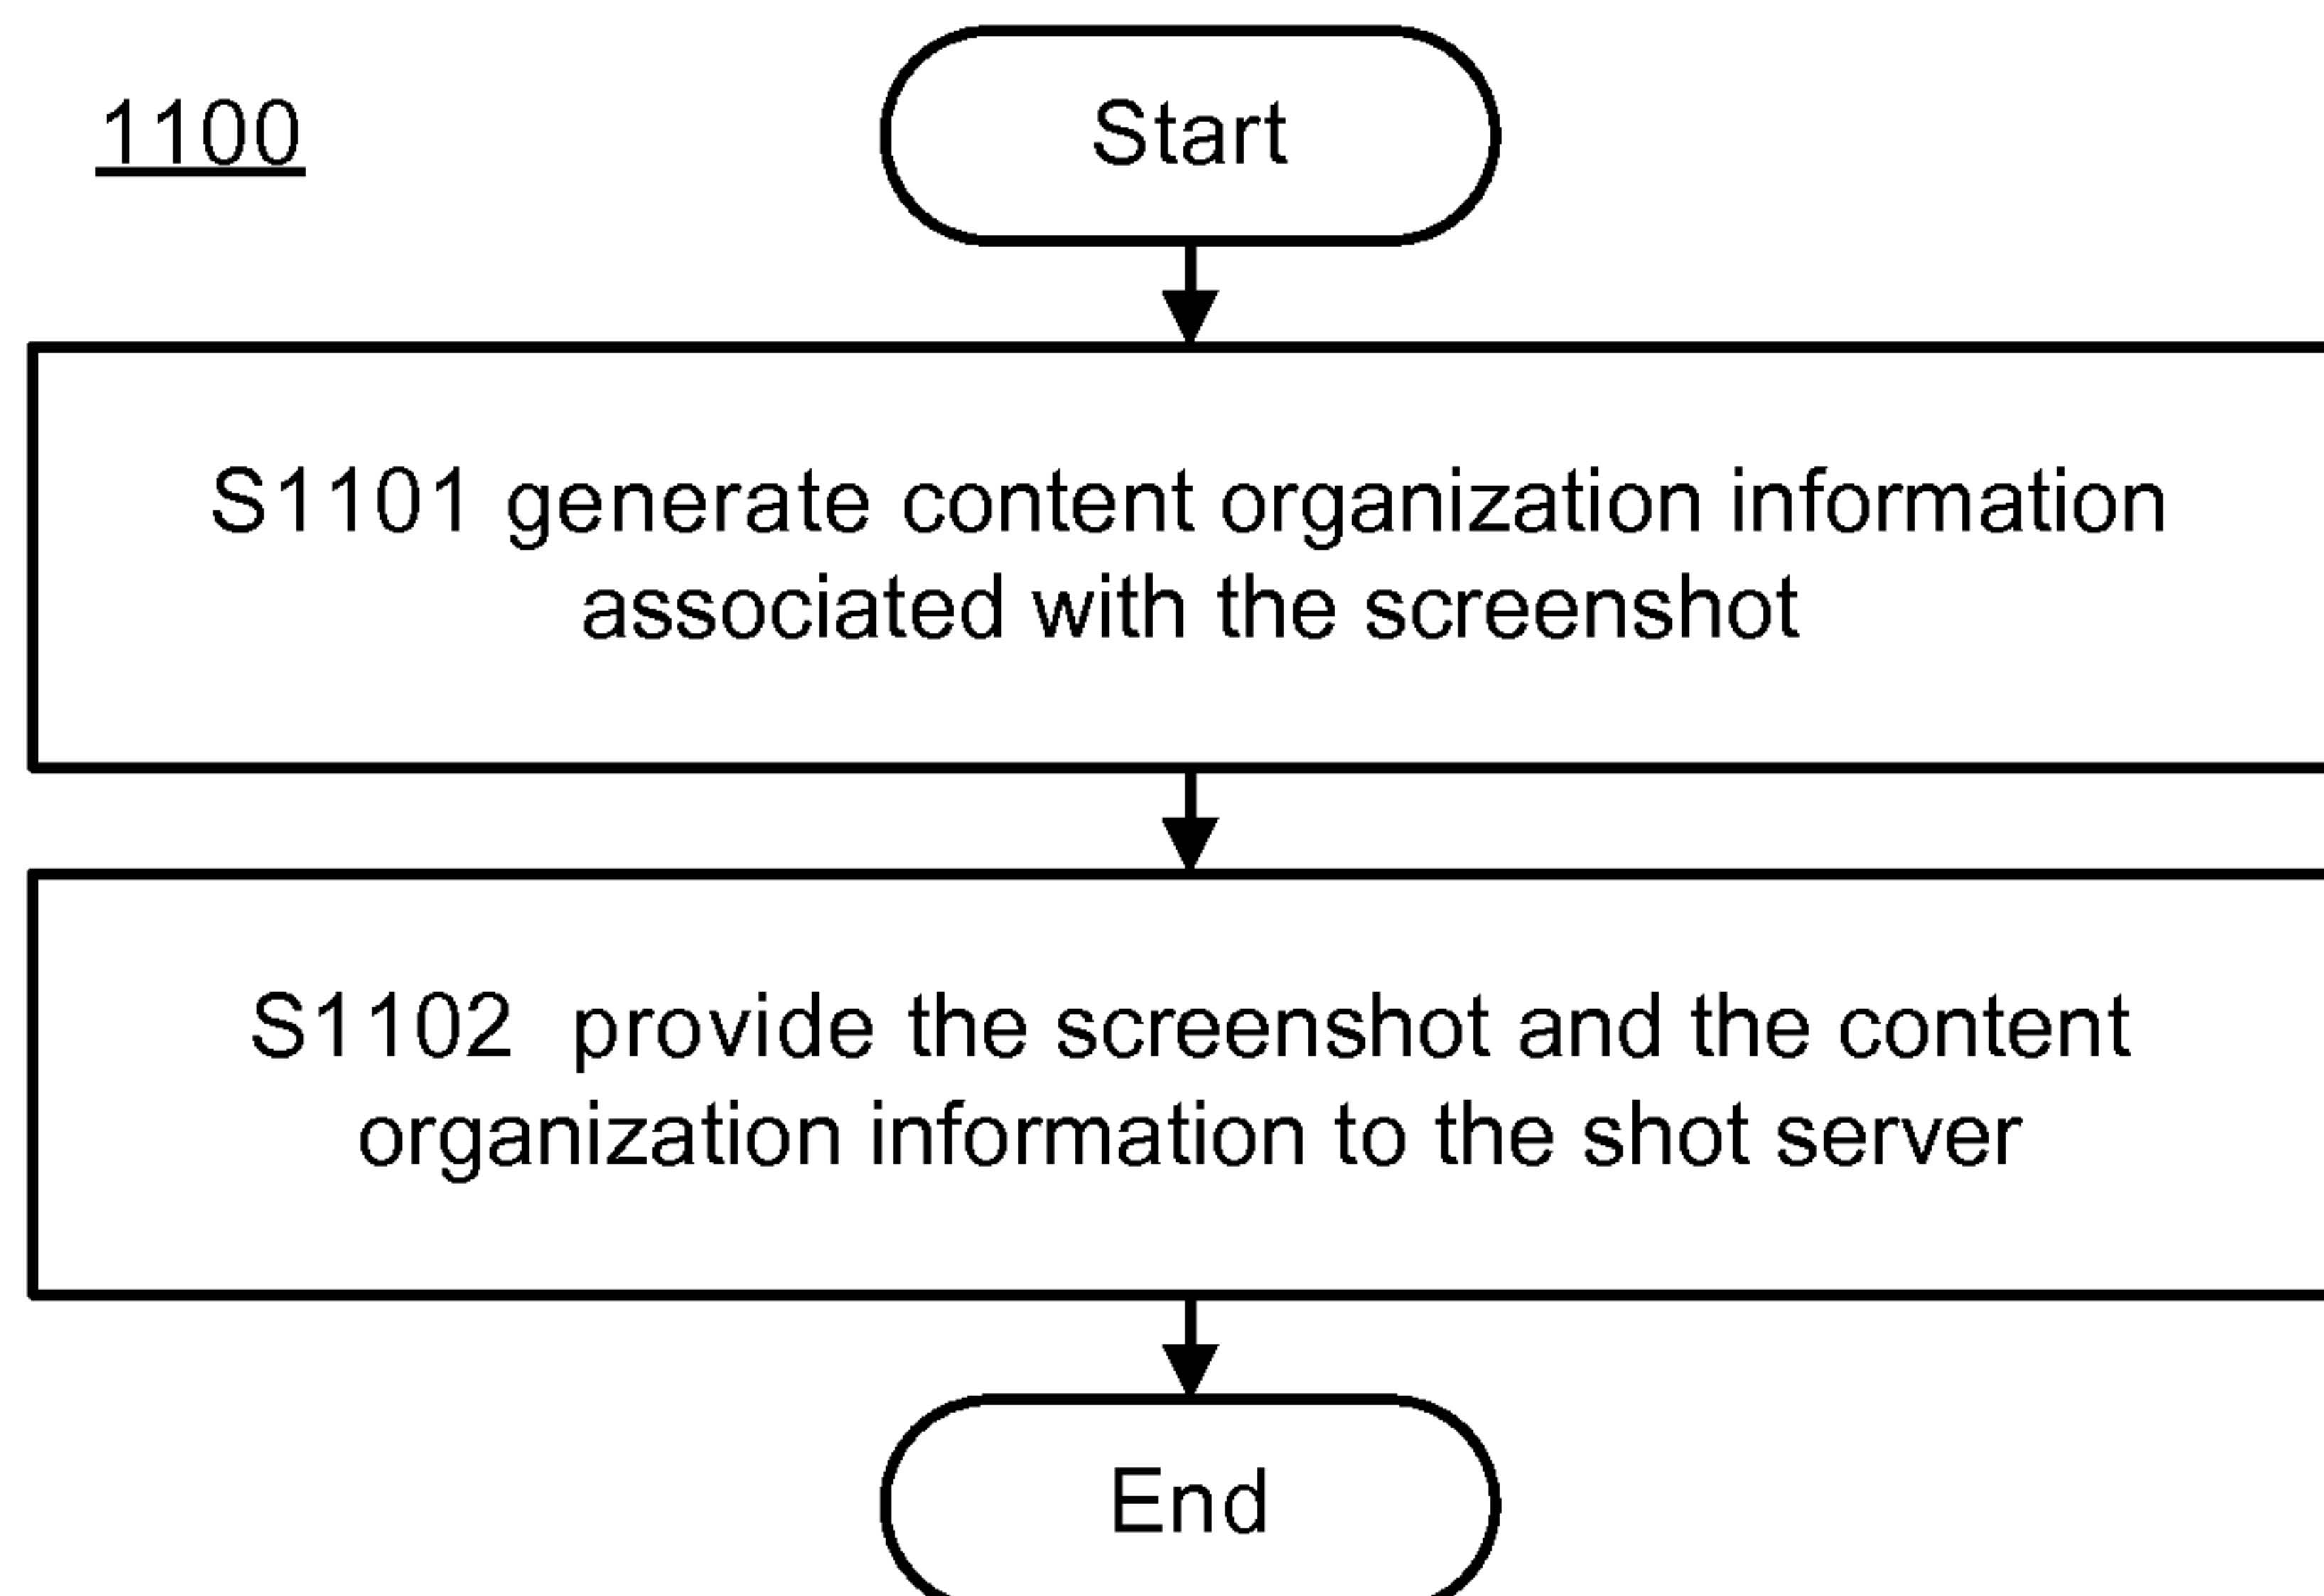 1100
Start
S1101 generate content organization information
associated with the screenshot
S1102 provide the screenshot and the content
organization information to the shot server
End